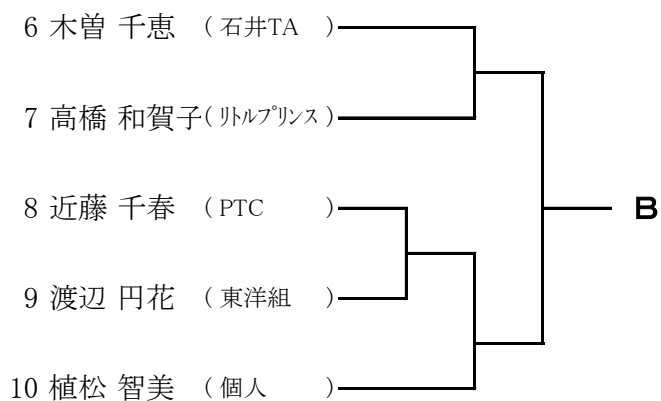 6 木曽 千恵 ( 石井TA )
7 高橋 和賀子( ﾘﾄﾙﾌﾟﾘﾝｽ )
8 近藤 千春 ( PTC )
B
9 渡辺 円花 ( 東洋組 )
10 植松 智美 ( 個人 )